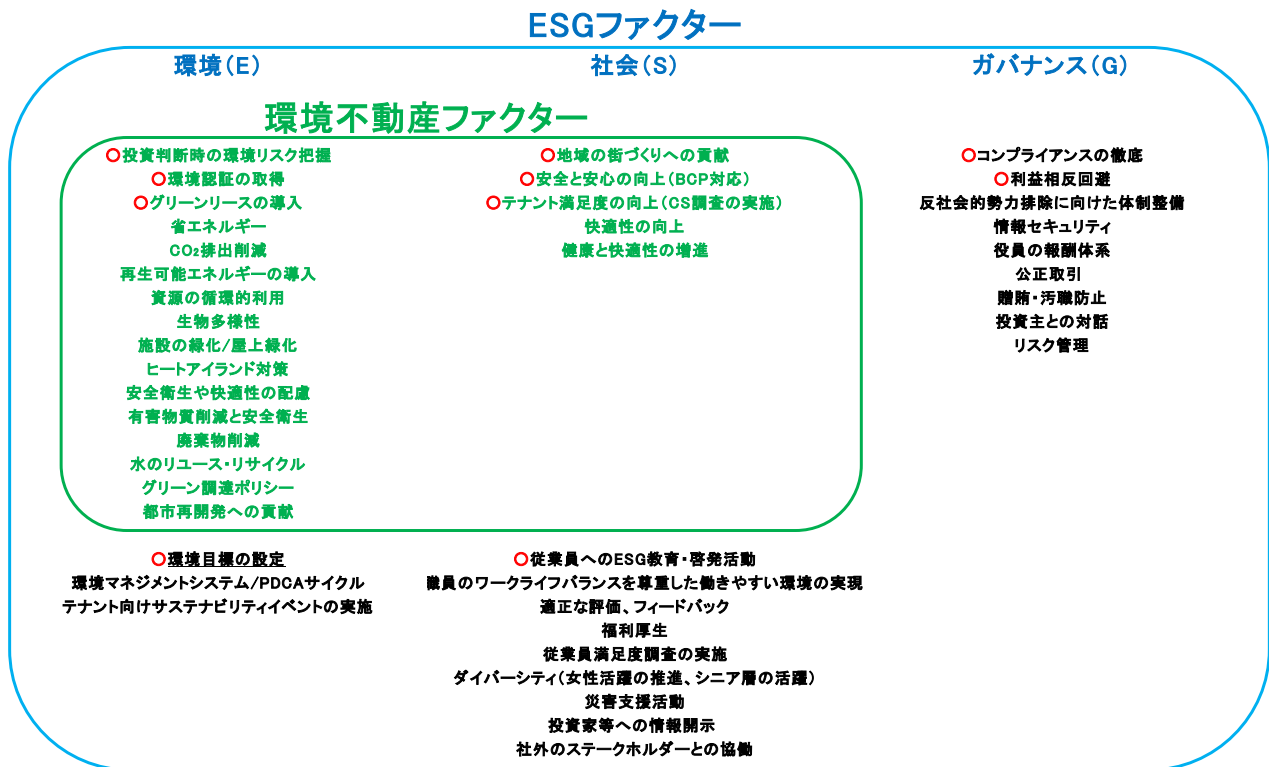 ESGファクター
環境（E）
社会（S）
ガバナンス（G）
環境不動産ファクター
○投資判断時の環境リスク把握
○環境認証の取得
○グリーンリースの導入
省エネルギー
CO₂排出削減
再生可能エネルギーの導入
資源の循環的利用
生物多様性
施設の緑化/屋上緑化
ヒートアイランド対策
安全衛生や快適性の配慮
有害物質削減と安全衛生
廃棄物削減
水のリユース・リサイクル
グリーン調達ポリシー
都市再開発への貢献
○環境目標の設定
環境マネジメントシステム/PDCAサイクル
テナント向けサステナビリティイベントの実施
○地域の街づくりへの貢献
○安全と安心の向上（BCP対応）
○テナント満足度の向上（CS調査の実施）
快適性の向上
健康と快適性の増進
○従業員へのESG教育・啓発活動
職員のワークライフバランスを尊重した働きやすい環境の実現
適正な評価、フィードバック
福利厚生
従業員満足度調査の実施
ダイバーシティ（女性活躍の推進、シニア層の活躍）
災害支援活動
投資家等への情報開示
社外のステークホルダーとの協働
○コンプライアンスの徹底
○利益相反回避
反社会的勢力排除に向けた体制整備
情報セキュリティ
役員の報酬体系
公正取引
贈賄・汚職防止
投資主との対話
リスク管理